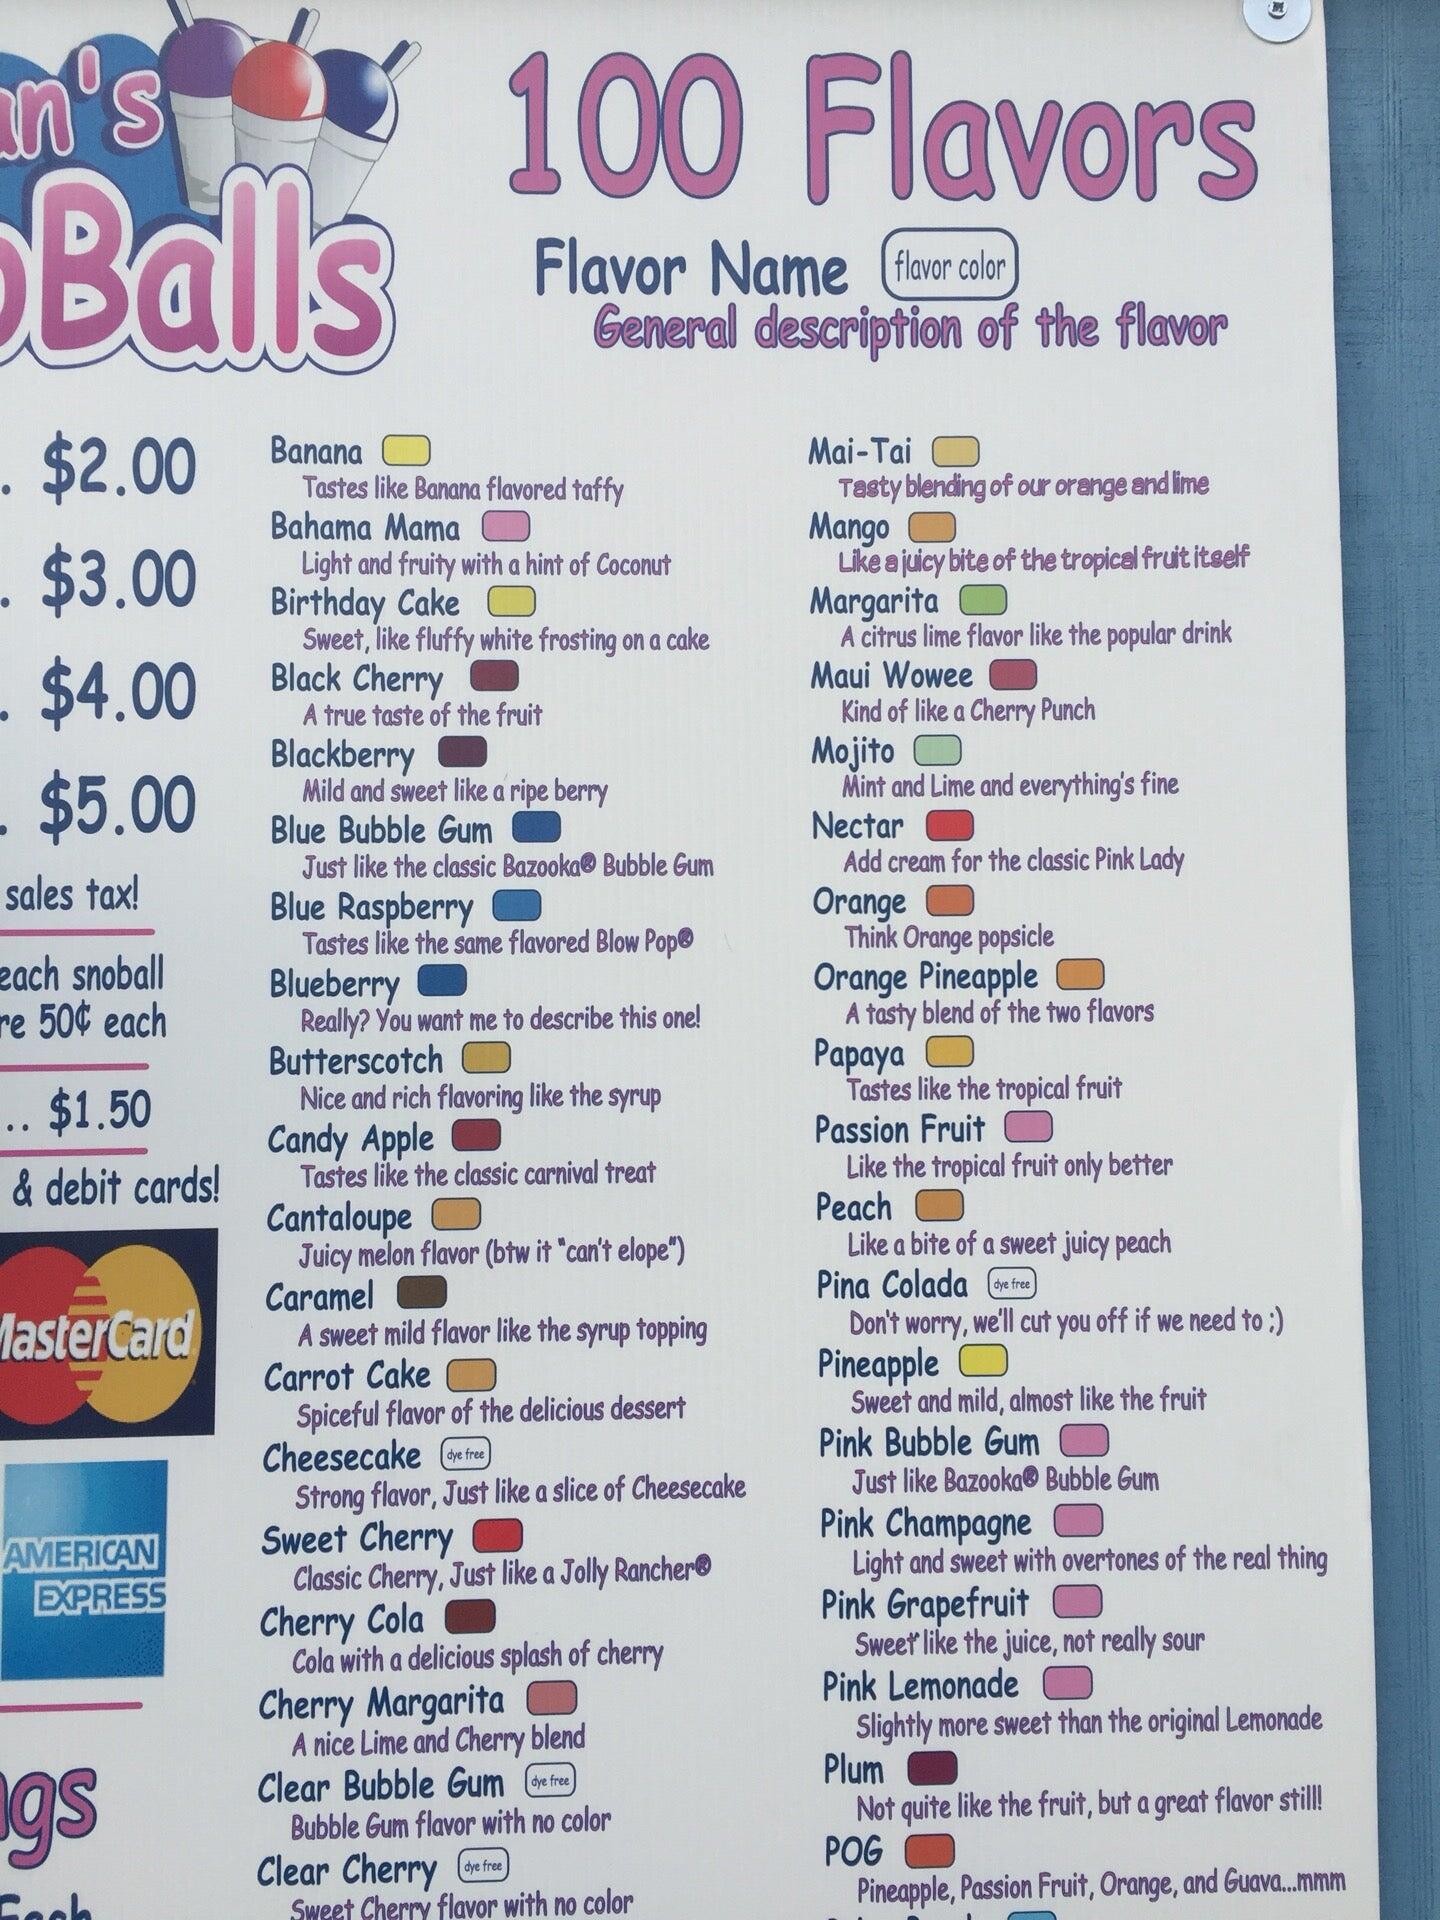 an's
oBalls
100 Flavors
Flavor Name flavor color
General description of the flavor
. $2.00
. $3.00
. $4.00
. $5.00
sales tax!
each snoball
re 50¢ each
.. $1.50
& debit cards!
MasterCard
AMERICAN
EXPRESS
ngs
Each
Banana
Tastes like Banana flavored taffy
Bahama Mama
Light and fruity with a hint of Coconut
Birthday Cake
Sweet, like fluffy white frosting on a cake
Black Cherry
A true taste of the fruit
Blackberry
Mild and sweet like a ripe berry
Blue Bubble Gum
Just like the classic Bazooka® Bubble Gum
Blue Raspberry
Tastes like the same flavored Blow Pop®
Blueberry
Really? You want me to describe this one!
Butterscotch
Nice and rich flavoring like the syrup
Candy Apple
Tastes like the classic carnival treat
Cantaloupe
Juicy melon flavor (btw it "can't elope")
Caramel
A sweet mild flavor like the syrup topping
Carrot Cake
Spiceful flavor of the delicious dessert
Cheesecake dye free
Strong flavor, Just like a slice of Cheesecake
Sweet Cherry
Classic Cherry, Just like a Jolly Rancher®
Cherry Cola
Cola with a delicious splash of cherry
Cherry Margarita
A nice Lime and Cherry blend
Clear Bubble Gum dye free
Bubble Gum flavor with no color
Clear Cherry dye free
Sweet Cherry flavor with no color
Mai-Tai
Tasty blending of our orange and lime
Mango
Like a juicy bite of the tropical fruit itself
Margarita
A citrus lime flavor like the popular drink
Maui Wowee
Kind of like a Cherry Punch
Mojito
Mint and Lime and everything's fine
Nectar
Add cream for the classic Pink Lady
Orange
Think Orange popsicle
Orange Pineapple
A tasty blend of the two flavors
Papaya
Tastes like the tropical fruit
Passion Fruit
Like the tropical fruit only better
Peach
Like a bite of a sweet juicy peach
Pina Colada dye free
Don't worry, we'll cut you off if we need to ;)
Pineapple
Sweet and mild, almost like the fruit
Pink Bubble Gum
Just like Bazooka® Bubble Gum
Pink Champagne
Light and sweet with overtones of the real thing
Pink Grapefruit
Sweet like the juice, not really sour
Pink Lemonade
Slightly more sweet than the original Lemonade
Plum
Not quite like the fruit, but a great flavor still!
POG
Pineapple, Passion Fruit, Orange, and Guava...mmm